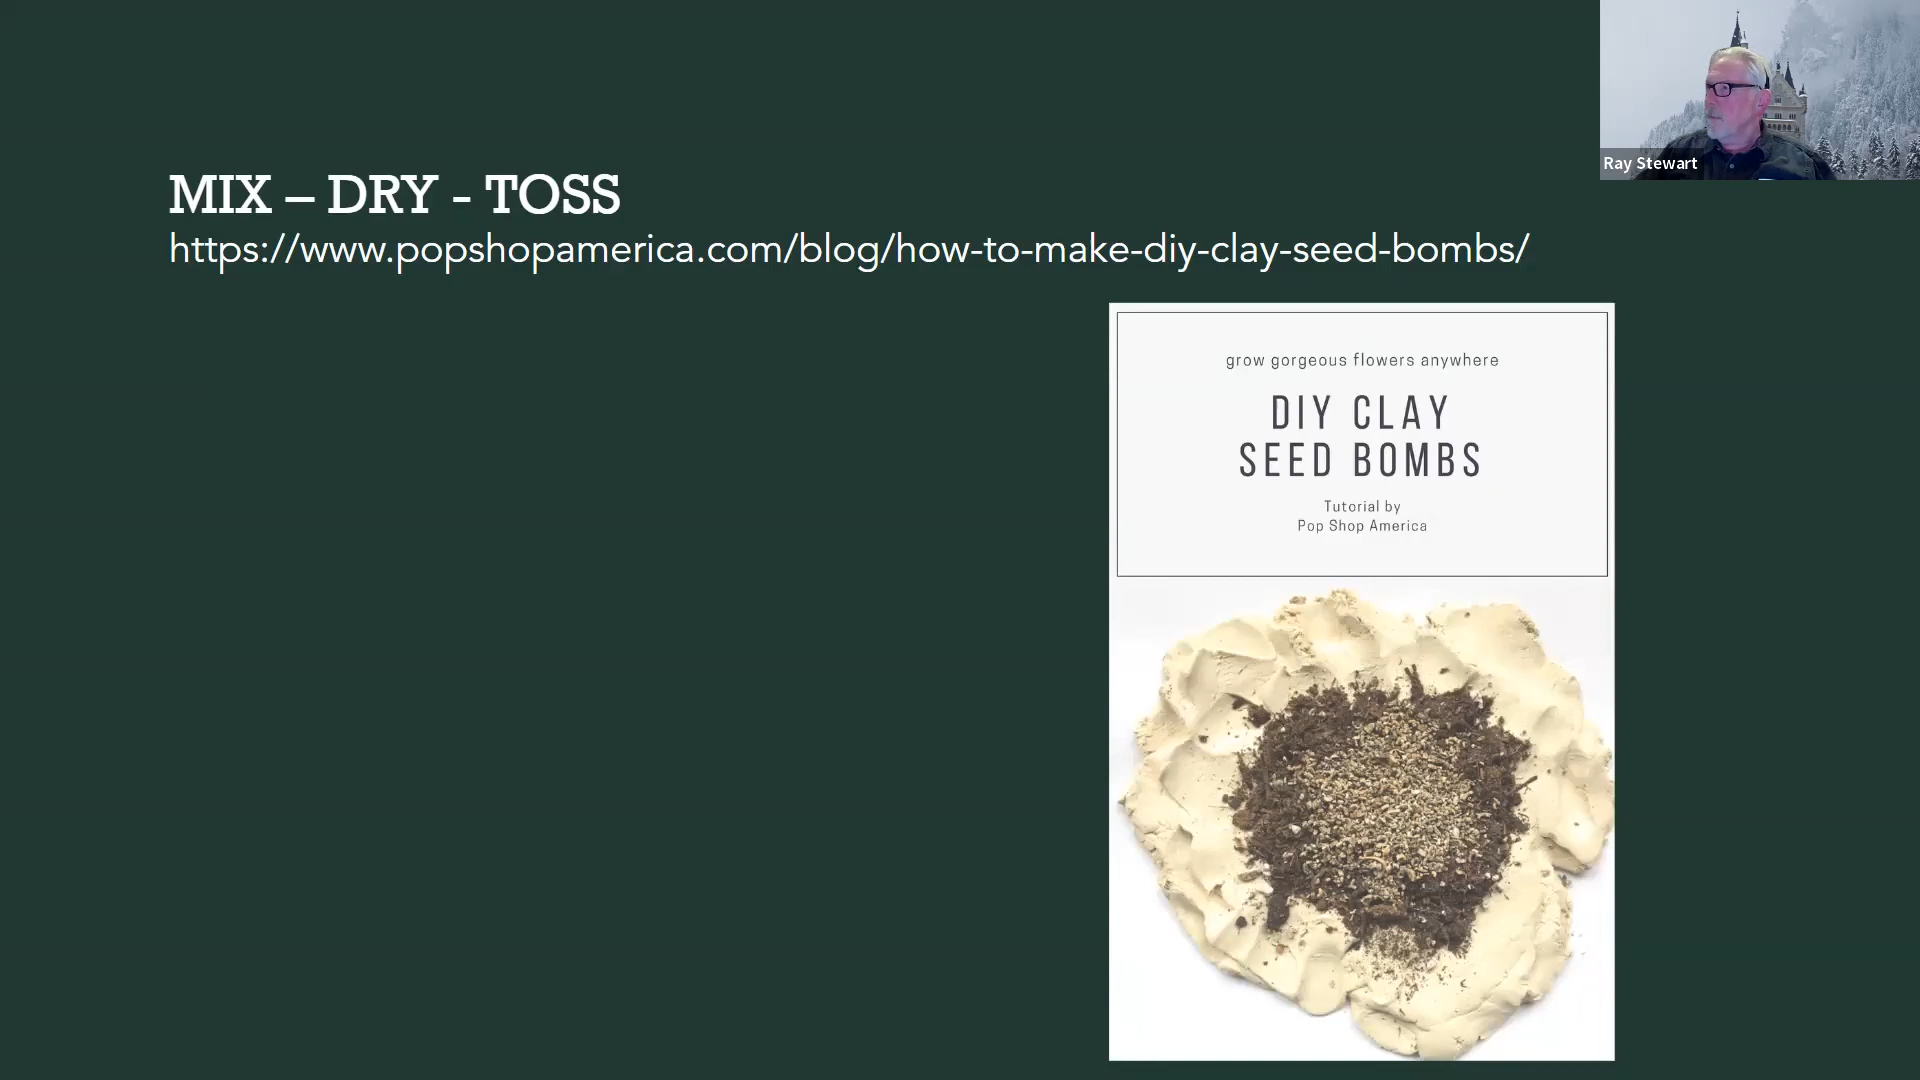 MIX – DRY - TOSS
https://www.popshopamerica.com/blog/how-to-make-diy-clay-seed-bombs/
Ray Stewart
grow gorgeous flowers anywhere
DIY CLAY
SEED BOMBS
Tutorial by
Pop Shop America